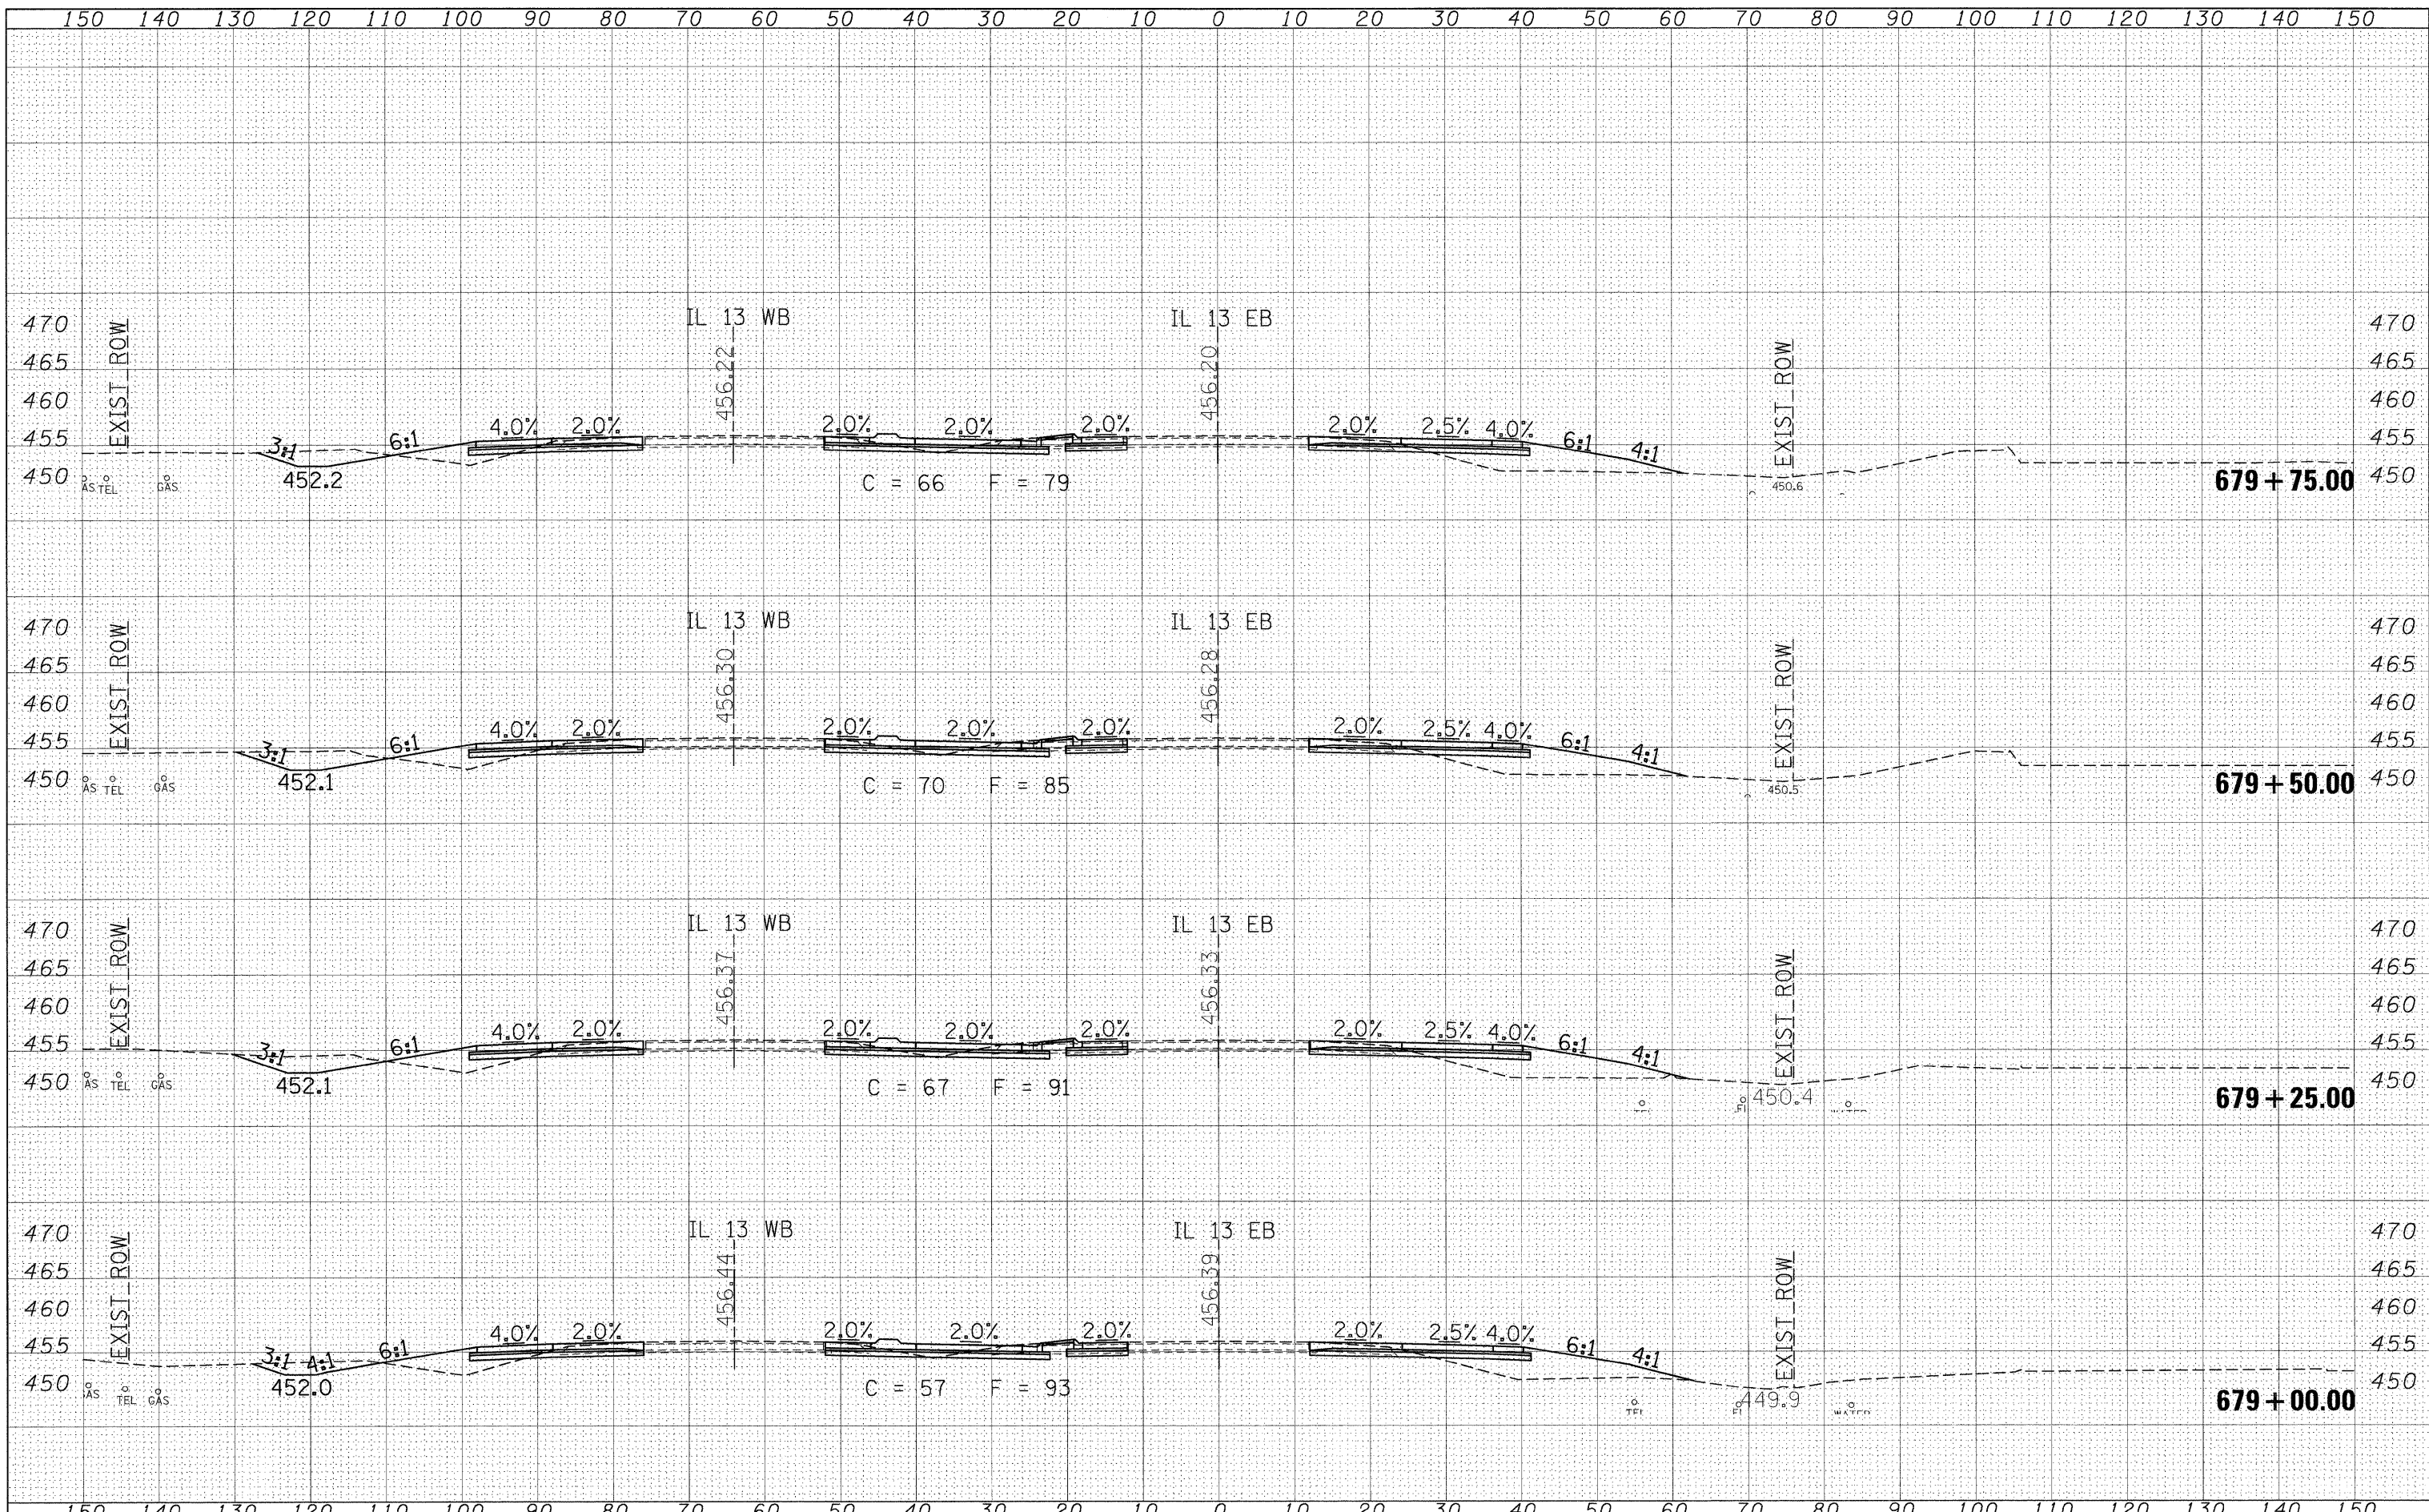 150 140 130 120 110 100 90 80 70 60 50 40 30 20 10 0 10 20 30 40 50 60 70 80 90 100 110 120 130 140 150
IL 13 WB IL 13 EB
470 EXIST ROW 456.22 456.20 EXIST ROW 470
465 465
460 460
455 3:1 6:1 4.0% 2.0% 2.0% 2.0% 2.0% 2.0% 2.5% 4.0% 6:1 4:1 455
450 AS TEL GAS 452.2 C = 66 F = 79 450.6 679+75.00 450
IL 13 WB IL 13 EB
470 EXIST ROW 456.30 456.28 EXIST ROW 470
465 465
460 460
455 3:1 6:1 4.0% 2.0% 2.0% 2.0% 2.0% 2.0% 2.5% 4.0% 6:1 4:1 455
450 AS TEL GAS 452.1 C = 70 F = 85 450.5 679+50.00 450
IL 13 WB IL 13 EB
470 EXIST ROW 456.37 456.33 EXIST ROW 470
465 465
460 460
455 3:1 6:1 4.0% 2.0% 2.0% 2.0% 2.0% 2.0% 2.5% 4.0% 6:1 4:1 455
450 AS TEL GAS 452.1 C = 67 F = 91 450.4 679+25.00 450
IL 13 WB IL 13 EB
470 EXIST ROW 456.44 456.39 EXIST ROW 470
465 465
460 460
455 3:1 4:1 6:1 4.0% 2.0% 2.0% 2.0% 2.0% 2.0% 2.5% 4.0% 6:1 4:1 455
450 AS TEL GAS 452.0 C = 57 F = 93 449.9 679+00.00 450
150 140 130 120 110 100 90 80 70 60 50 40 30 20 10 0 10 20 30 40 50 60 70 80 90 100 110 120 130 140 150